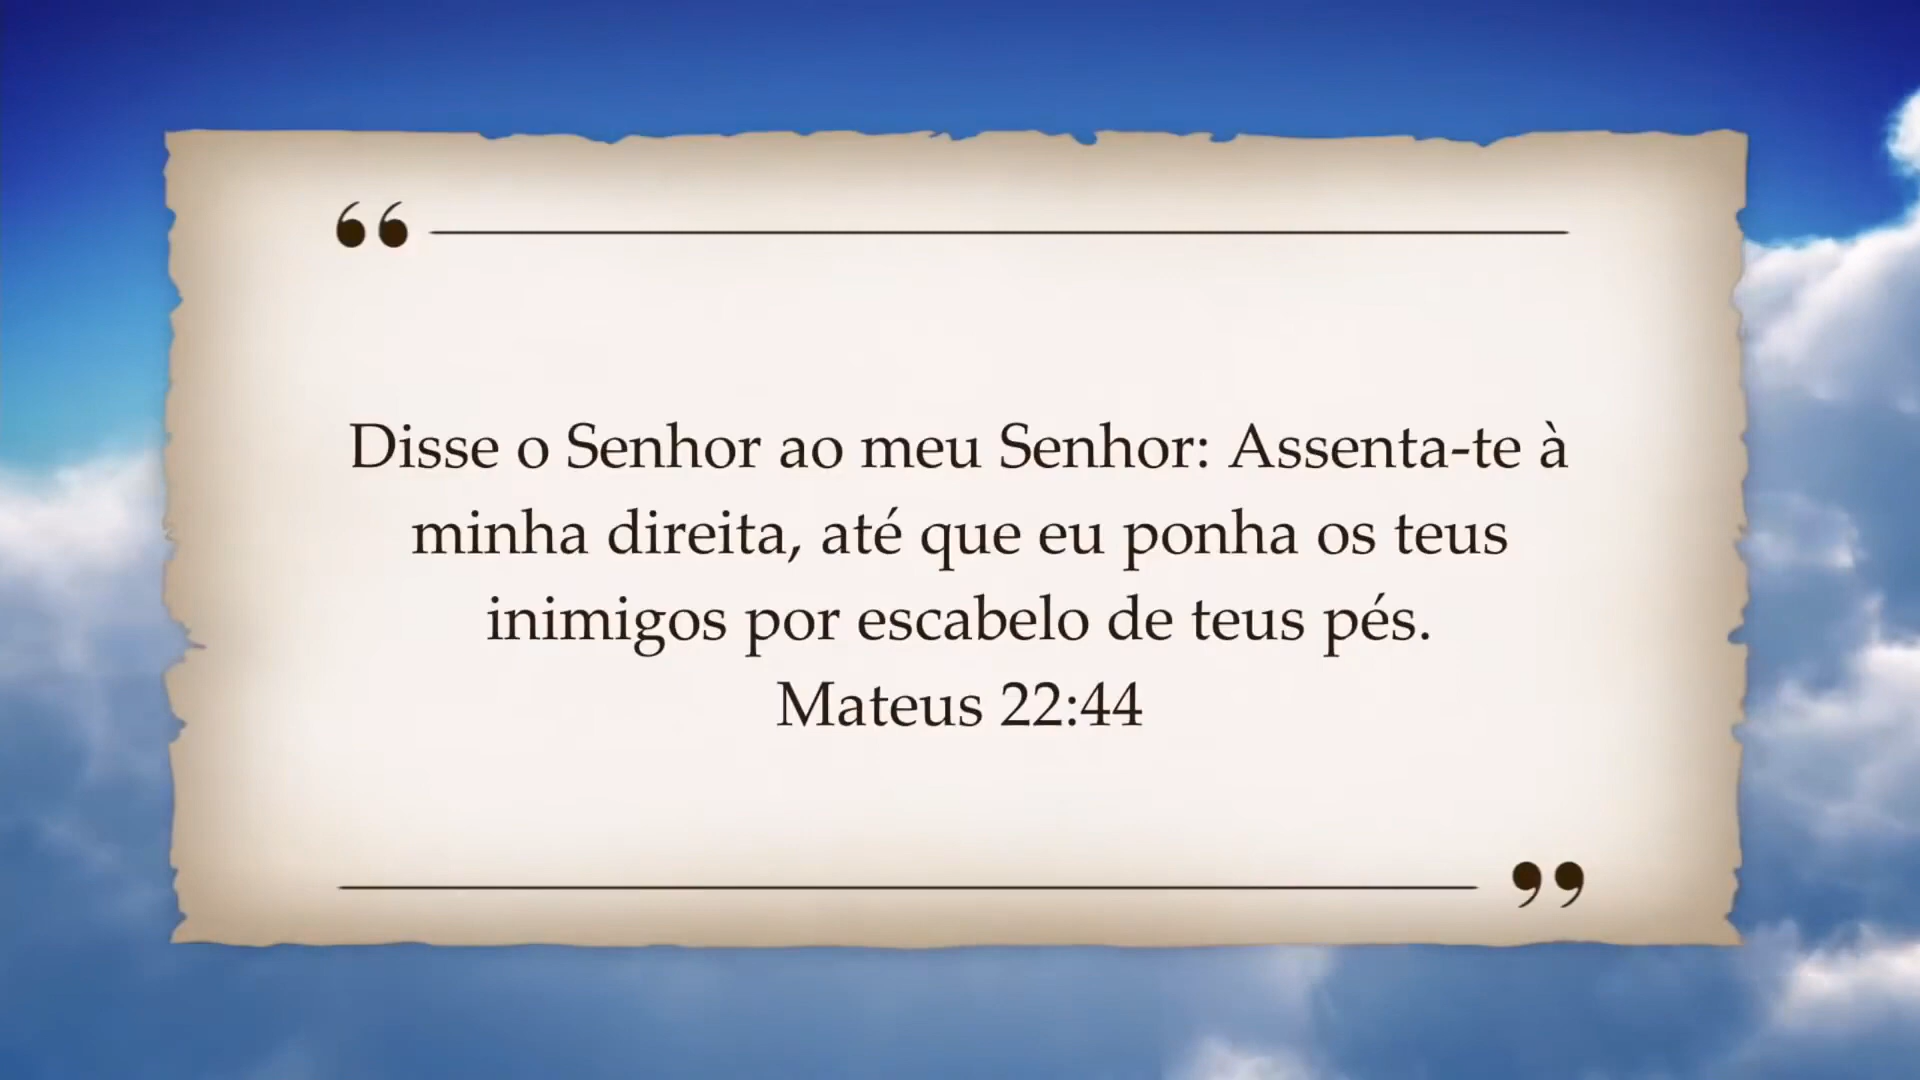 “
Disse o Senhor ao meu Senhor: Assenta-te à
minha direita, até que eu ponha os teus
inimigos por escabelo de teus pés.
Mateus 22:44
”